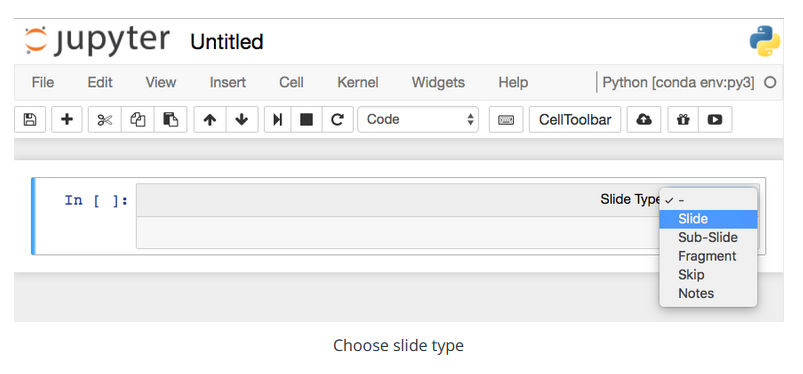 jupyter Untitled
File Edit View Insert Cell Kernel Widgets Help Python [conda env:py3]
Code CellToolbar
In [ ]: Slide Type -
Slide
Sub-Slide
Fragment
Skip
Notes
Choose slide type